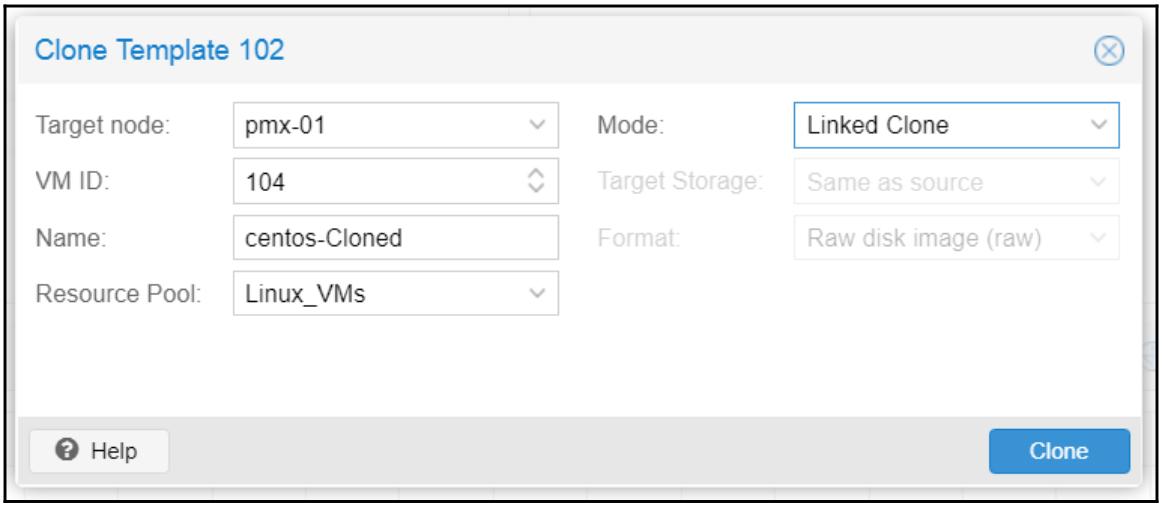 Clone Template 102
Target node: pmx-01 Mode: Linked Clone
VM ID: 104 Target Storage: Same as source
Name: centos-Cloned Format: Raw disk image (raw)
Resource Pool: Linux_VMs
Help Clone